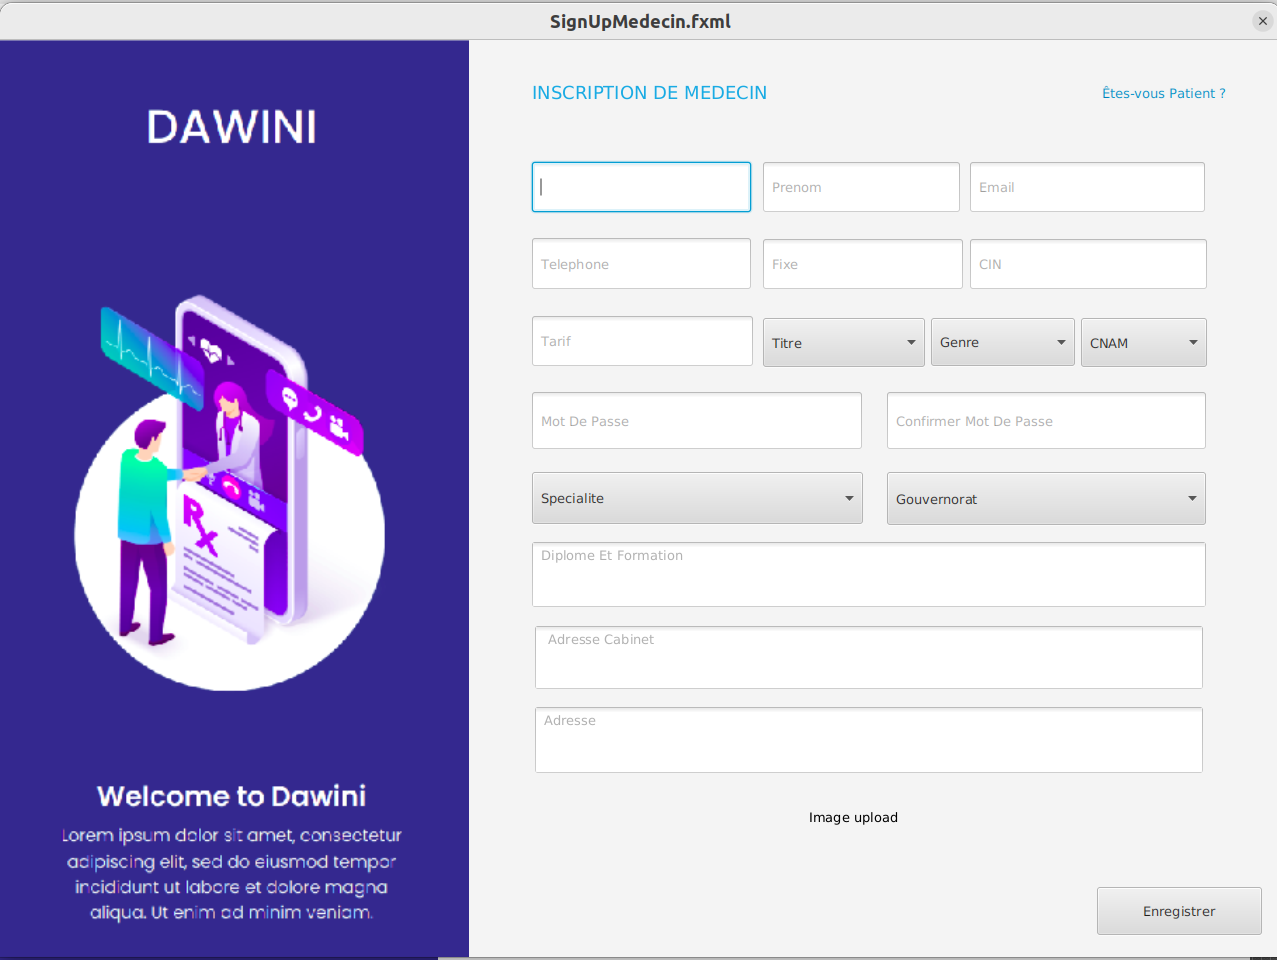 SignUpMedecin.fxml
DAWINI
Rx
Welcome to Dawini
Lorem ipsum dolor sit amet, consectetur
adipiscing elit, sed do eiusmod tempor
incididunt ut labore et dolore magna
aliqua. Ut enim ad minim veniam.
INSCRIPTION DE MEDECIN
Êtes-vous Patient ?
Prenom
Email
Telephone
Fixe
CIN
Tarif
Titre
Genre
CNAM
Mot De Passe
Confirmer Mot De Passe
Specialite
Gouvernorat
Diplome Et Formation
Adresse Cabinet
Adresse
Image upload
Enregistrer